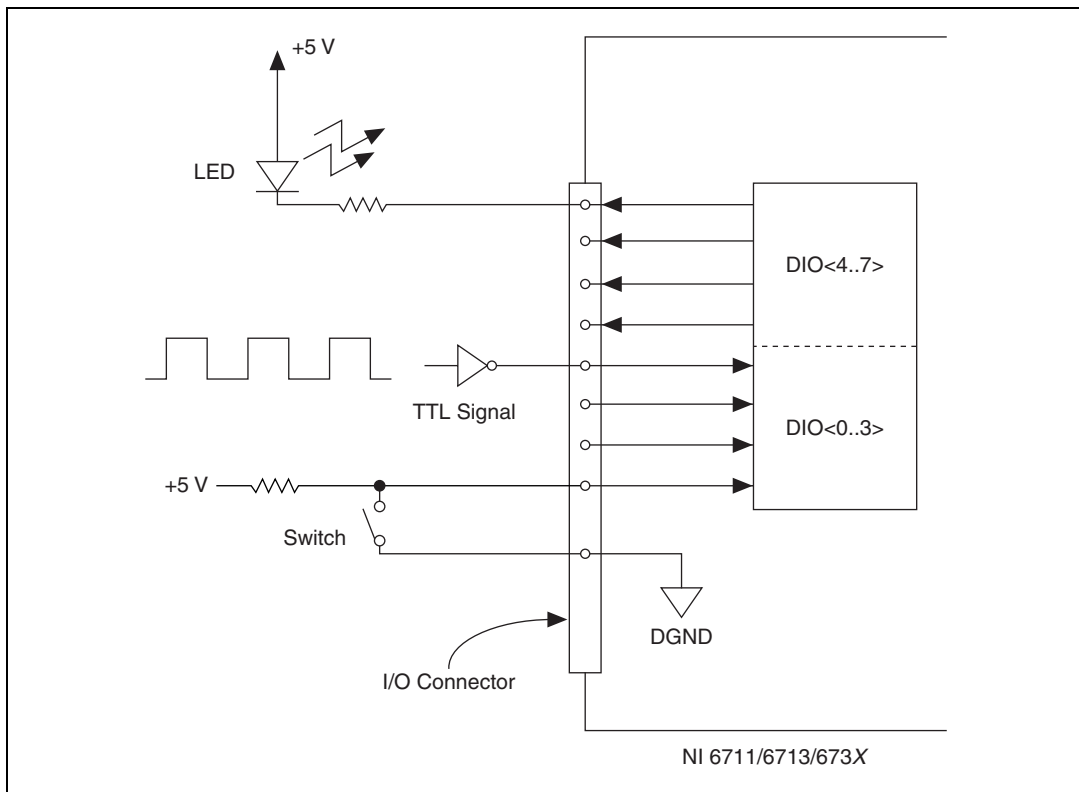 +5 V
LED
DIO<4..7>
TTL Signal
DIO<0..3>
+5 V
Switch
DGND
I/O Connector
NI 6711/6713/673X